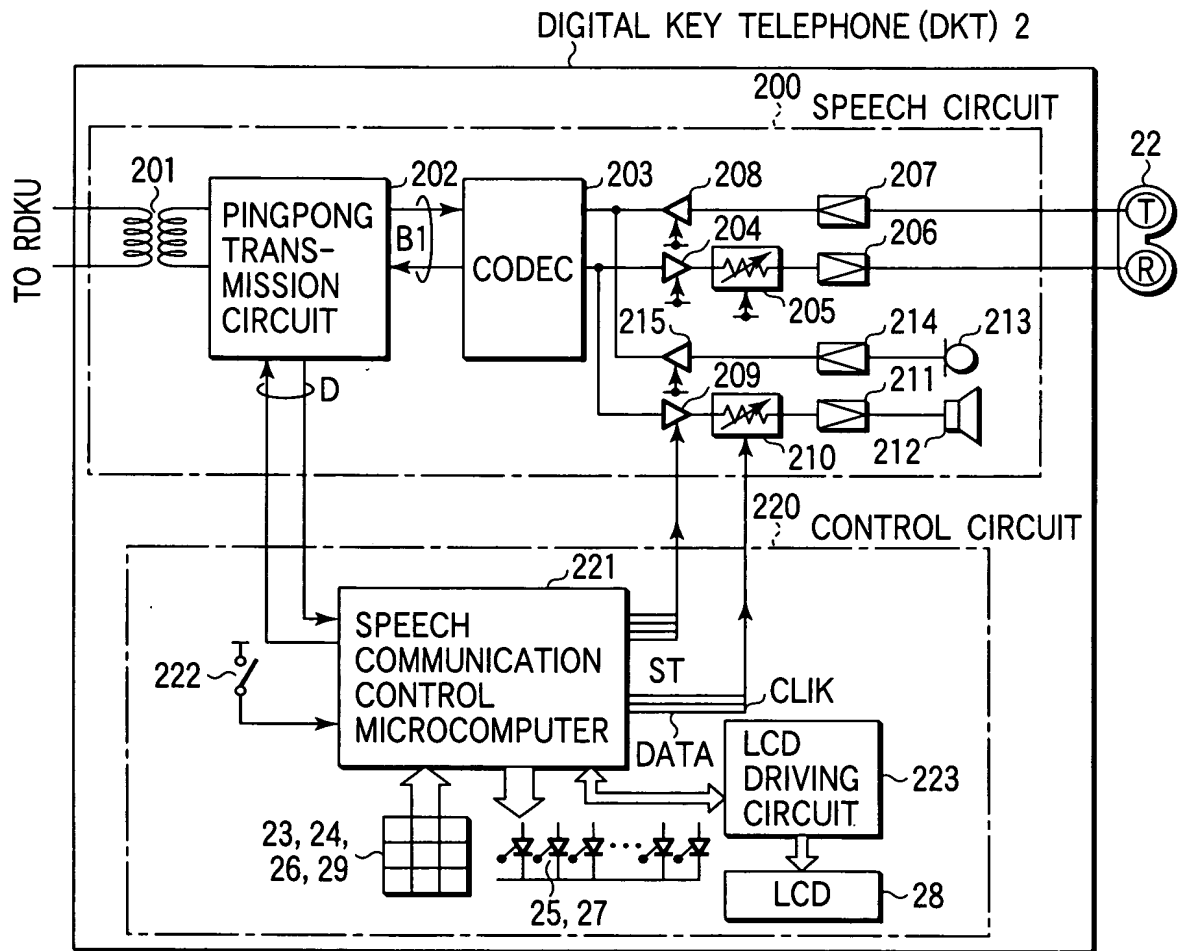 DIGITAL KEY TELEPHONE (DKT) 2
200
SPEECH CIRCUIT
TO RDKU
201
PINGPONG
TRANS-
MISSION
CIRCUIT
202
B1
CODEC
203
208
207
22
T
204
206
R
205
215
214
213
209
211
210
212
D
220
CONTROL CIRCUIT
221
SPEECH
COMMUNICATION
CONTROL
MICROCOMPUTER
222
ST
CLIK
DATA
LCD
DRIVING
CIRCUIT
223
23, 24,
26, 29
25, 27
LCD
28